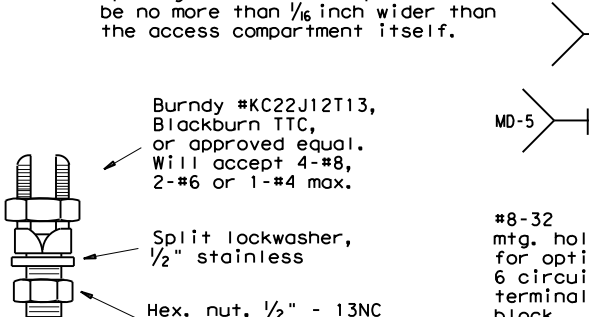 be no more than 1/16 inch wider than
the access compartment itself.
Burndy #KC22J12T13,
Blackburn TTC,
or approved equal.
Will accept 4-#8,
2-#6 or 1-#4 max.
Split lockwasher,
1/2" stainless
Hex. nut, 1/2" - 13NC
MD-5
#8-32
mtg. hol
for opti
6 circui
terminal
block